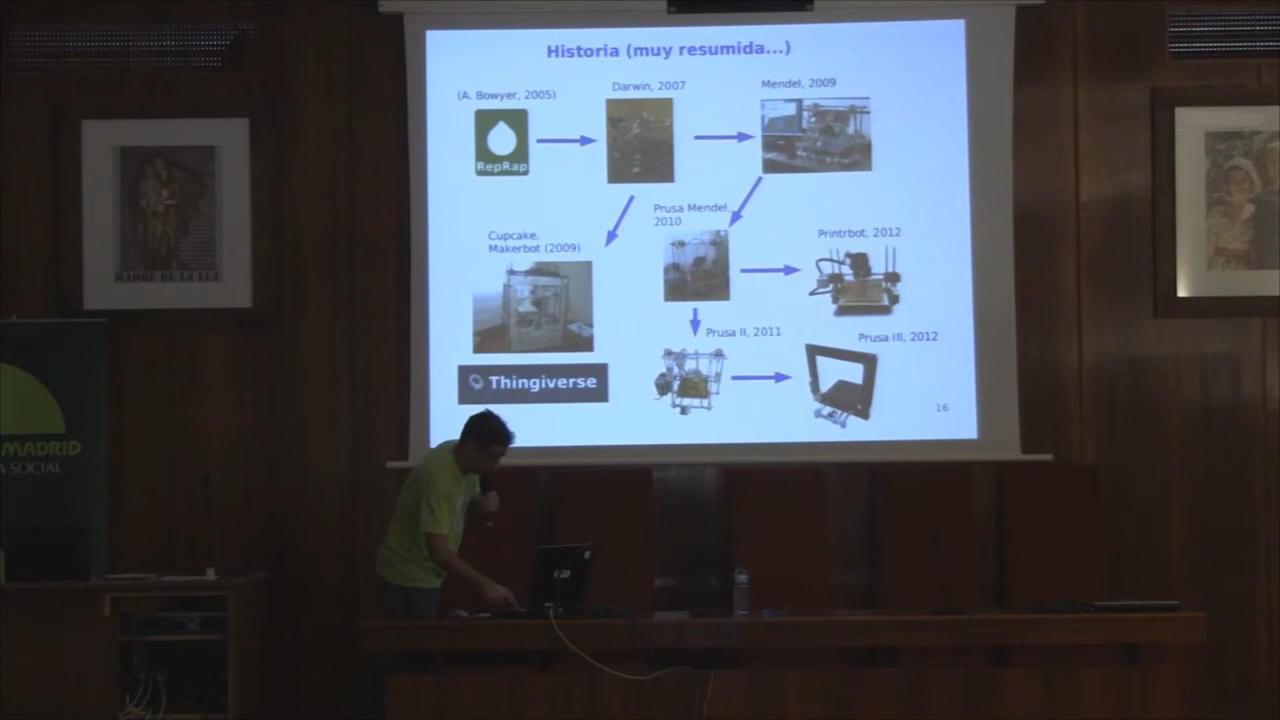 Historia (muy resumida...)
(A. Bowyer, 2005)
Darwin, 2007
Mendel, 2009
RepRap
Cupcake,
Makerbot (2009)
Prusa Mendel,
2010
Printrbot, 2012
Prusa II, 2011
Prusa III, 2012
Thingiverse
16
MADRE DE LA LUZ
MADRID
A SOCIAL